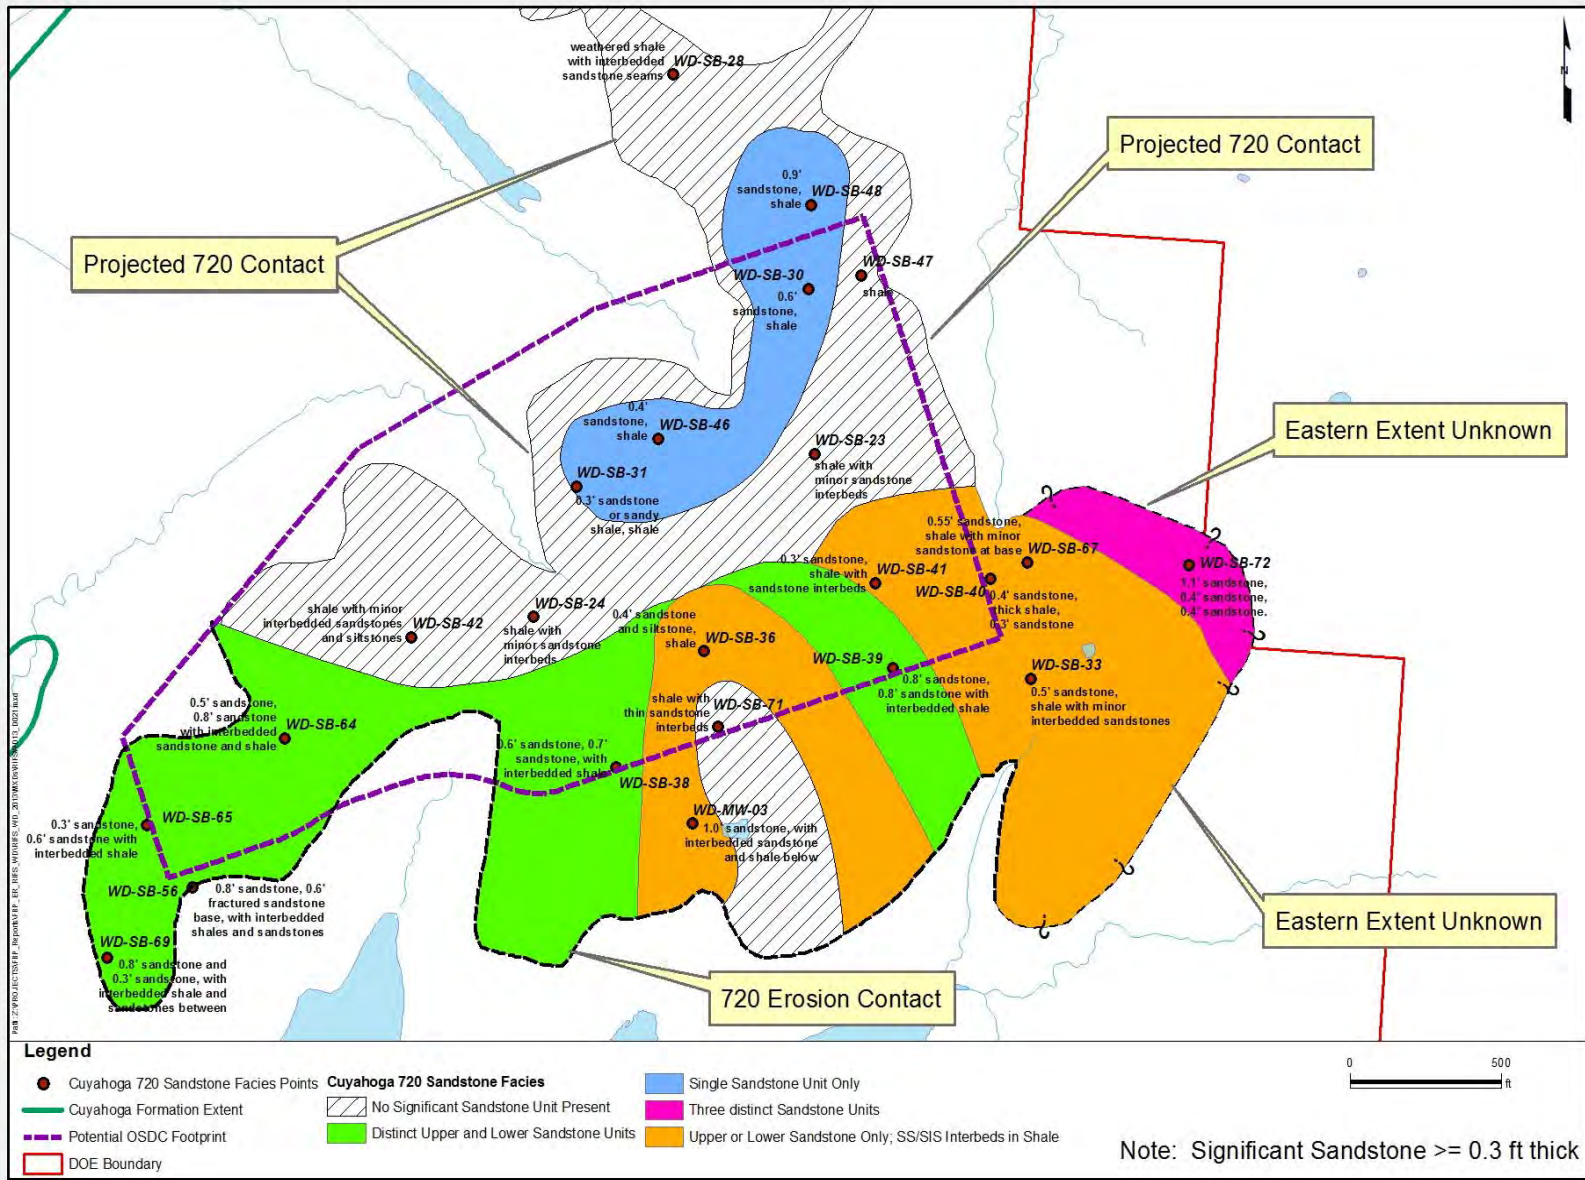 weathered shale
with interbedded
sandstone seams
WD-SB-28
N
Projected 720 Contact
0.9'
sandstone,
shale
WD-SB-48
Projected 720 Contact
WD-SB-47
shale
WD-SB-30
0.6'
sandstone,
shale
0.4'
sandstone,
shale
WD-SB-46
WD-SB-23
shale with
minor sandstone
interbeds
Eastern Extent Unknown
WD-SB-31
0.3' sandstone
or sandy
shale, shale
?
0.55' sandstone,
shale with minor
sandstone at base
WD-SB-67
?
WD-SB-72
1.1' sandstone,
0.4' sandstone,
0.4' sandstone.
0.3' sandstone,
shale with
sandstone interbeds
WD-SB-41
WD-SB-40
0.4' sandstone,
thick shale,
0.3' sandstone
shale with minor
interbedded sandstones
and siltstones
WD-SB-42
WD-SB-24
shale with
minor sandstone
interbeds
0.4' sandstone
and siltstone,
shale
WD-SB-36
?
WD-SB-39
0.8' sandstone,
0.8' sandstone with
interbedded shale
WD-SB-33
0.5' sandstone,
shale with minor
interbedded sandstones
?
0.5' sandstone,
0.8' sandstone
with interbedded
sandstone and shale
WD-SB-64
shale with
thin sandstone
interbeds
WD-SB-71
0.6' sandstone, 0.7'
sandstone, with
interbedded shale
WD-SB-38
WD-SB-65
0.3' sandstone,
0.6' sandstone with
interbedded shale
WD-MW-03
1.0' sandstone, with
interbedded sandstone
and shale below
?
WD-SB-56
0.8' sandstone, 0.6'
fractured sandstone
base, with interbedded
shales and sandstones
Eastern Extent Unknown
?
WD-SB-69
0.8' sandstone and
0.3' sandstone, with
interbedded shale and
sandstones between
720 Erosion Contact
Legend
Cuyahoga 720 Sandstone Facies Points
Cuyahoga Formation Extent
Potential OSDC Footprint
DOE Boundary
Cuyahoga 720 Sandstone Facies
No Significant Sandstone Unit Present
Distinct Upper and Lower Sandstone Units
Single Sandstone Unit Only
Three distinct Sandstone Units
Upper or Lower Sandstone Only; SS/SIS Interbeds in Shale
0 500
ft
Note: Significant Sandstone >= 0.3 ft thick